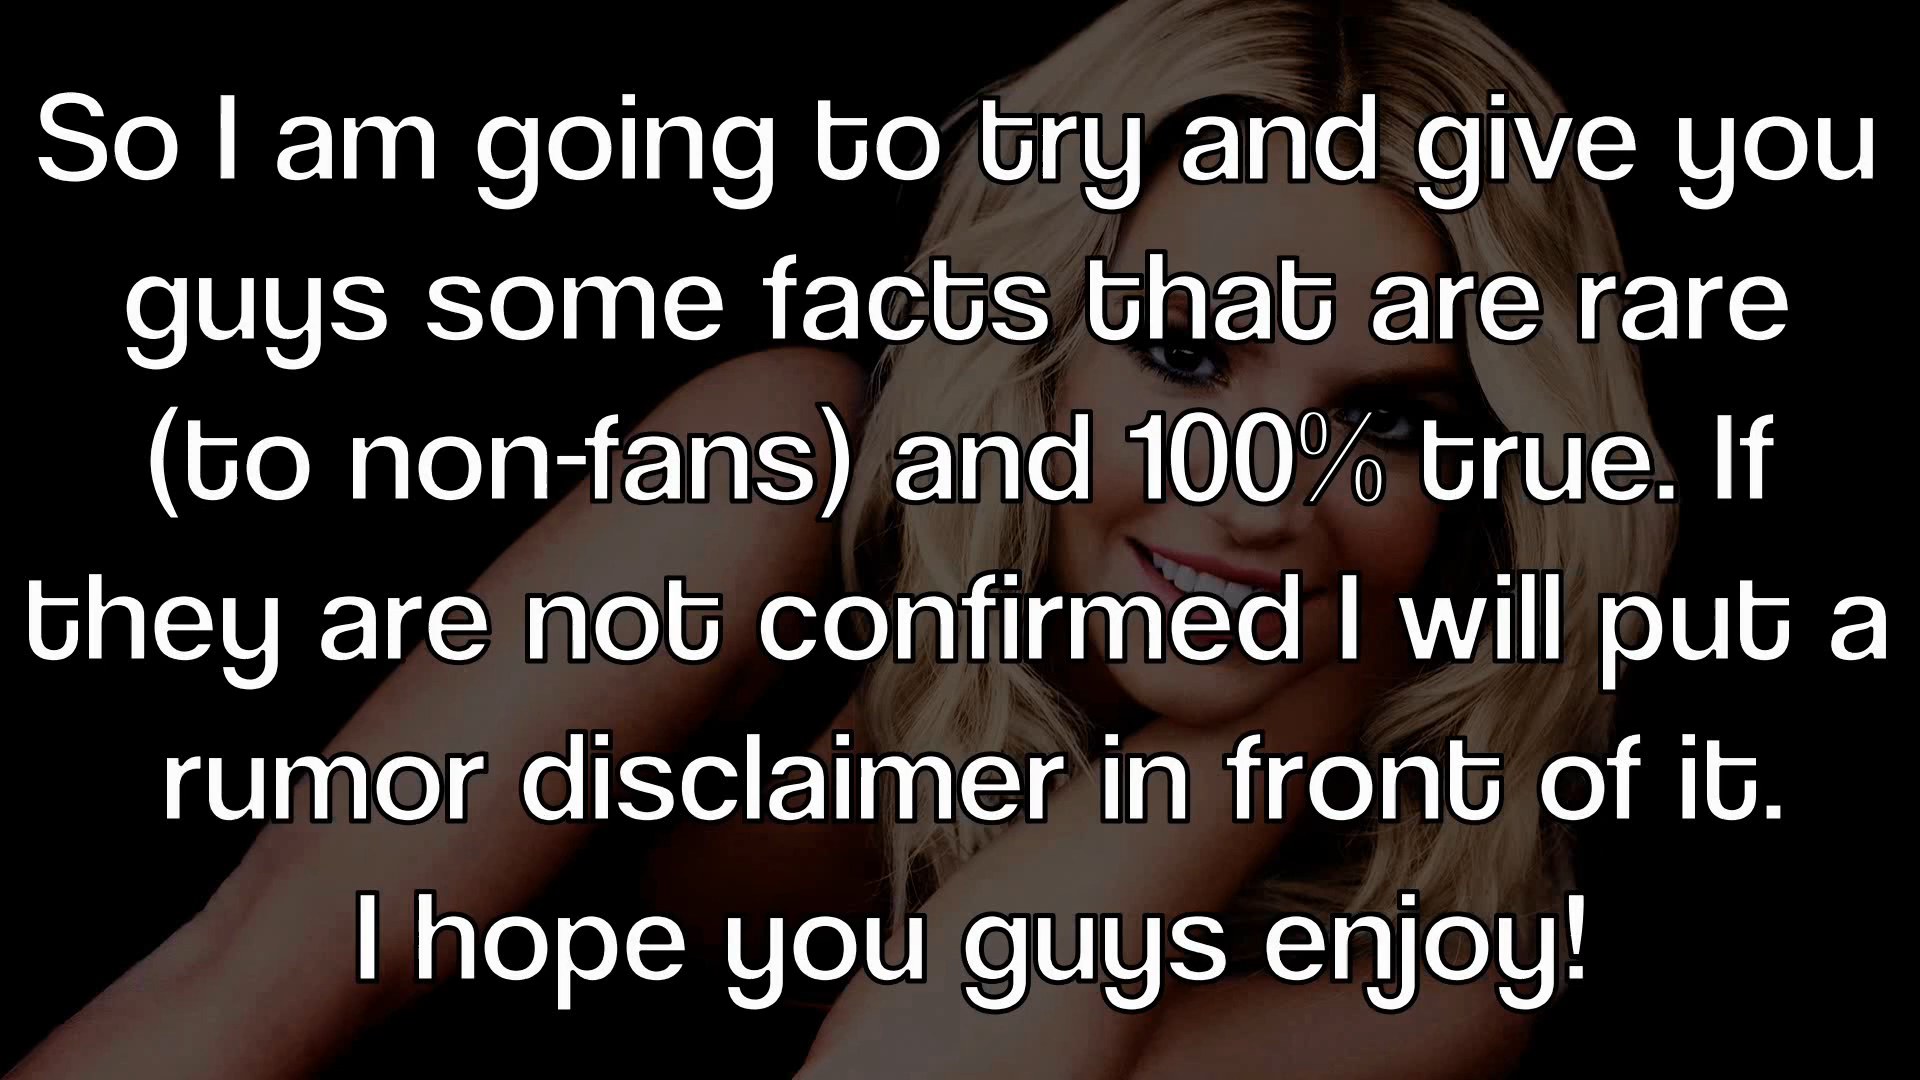 So I am going to try and give you
guys some facts that are rare
(to non-fans) and 100% true. If
they are not confirmed I will put a
rumor disclaimer in front of it.
I hope you guys enjoy!